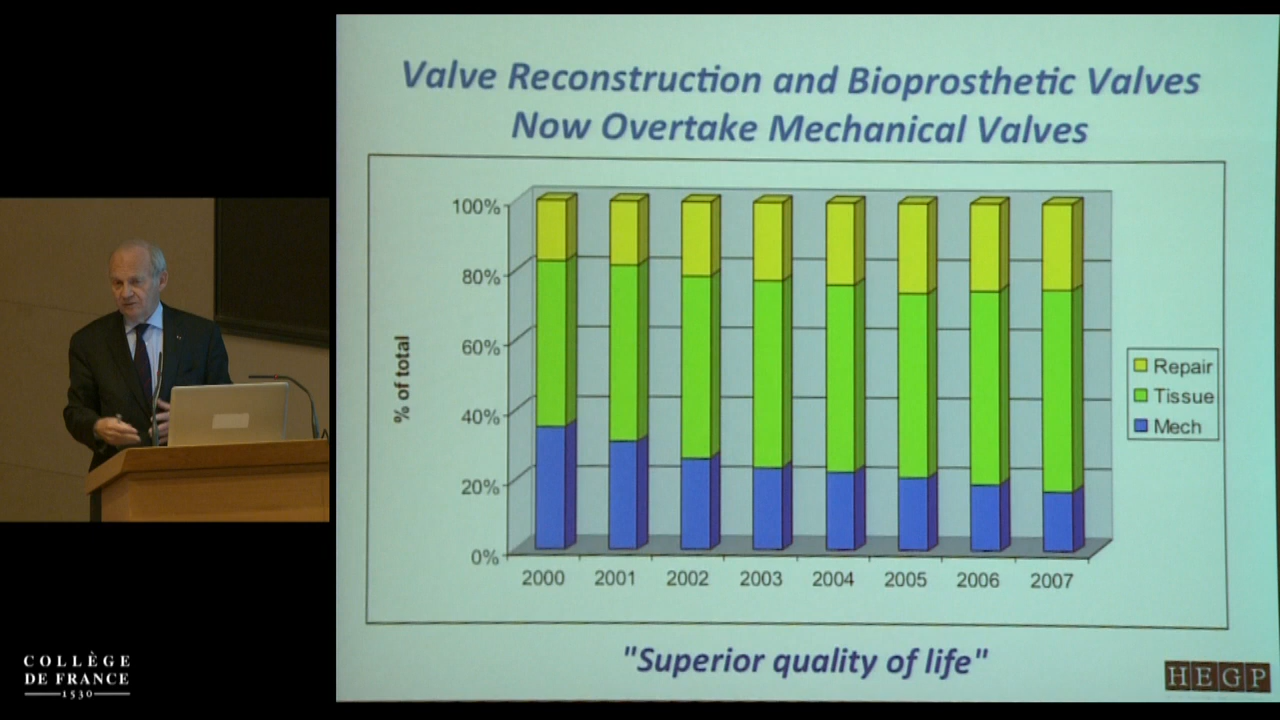 Valve Reconstruction and Bioprosthetic Valves
Now Overtake Mechanical Valves
% of total
100%
80%
60%
40%
20%
0%
2000 2001 2002 2003 2004 2005 2006 2007
Repair
Tissue
Mech
"Superior quality of life"
HEGP
COLLÈGE
DE FRANCE
1530